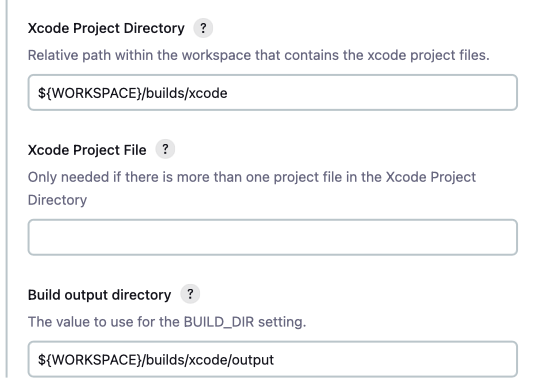 Xcode Project Directory ?
Relative path within the workspace that contains the xcode project files.
${WORKSPACE}/builds/xcode
Xcode Project File ?
Only needed if there is more than one project file in the Xcode Project
Directory
Build output directory ?
The value to use for the BUILD_DIR setting.
${WORKSPACE}/builds/xcode/output